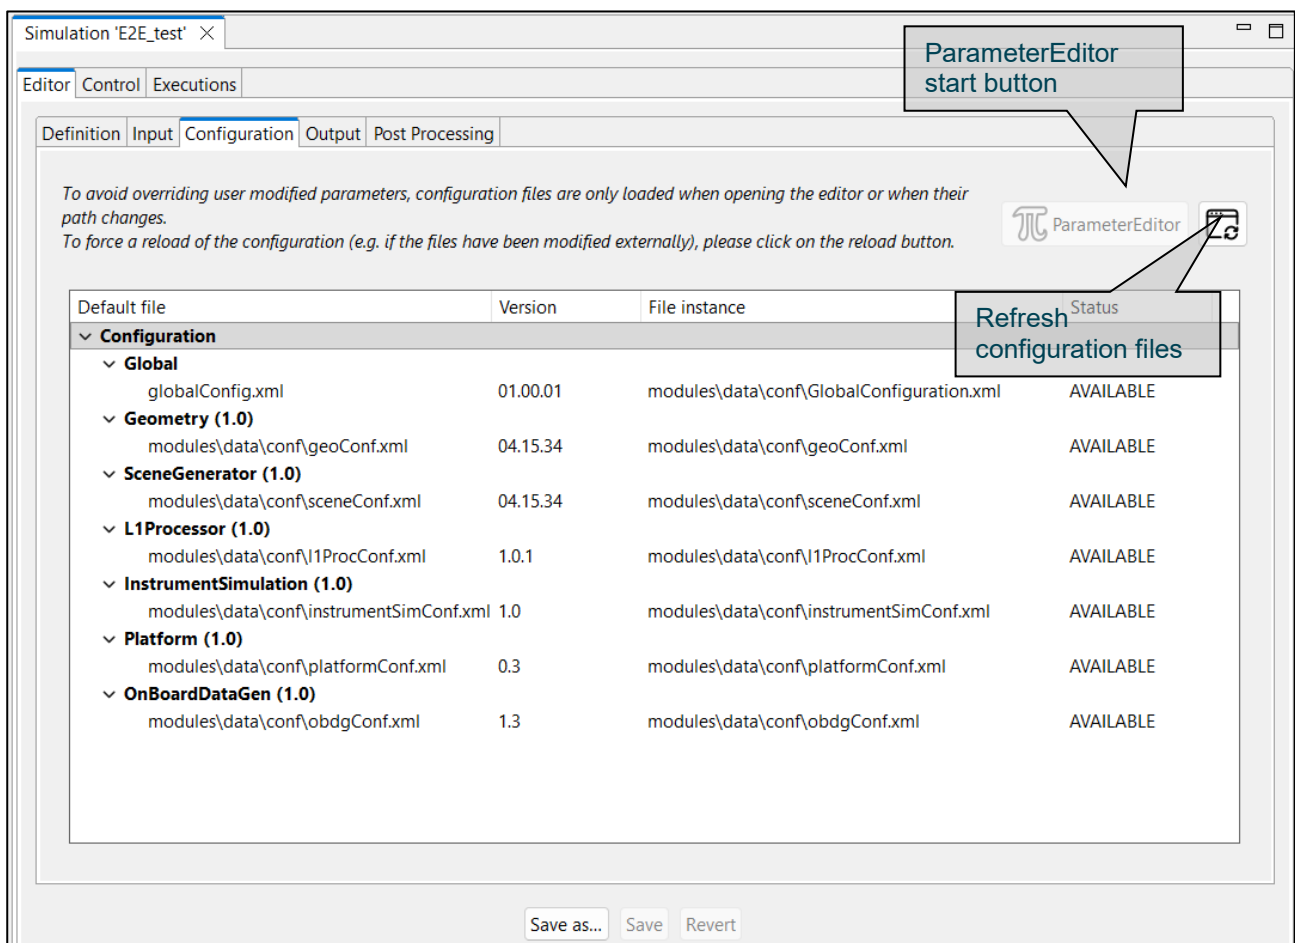 Simulation 'E2E_test'
ParameterEditor
start button
Editor Control Executions
Definition Input Configuration Output Post Processing
To avoid overriding user modified parameters, configuration files are only loaded when opening the editor or when their
path changes.
To force a reload of the configuration (e.g. if the files have been modified externally), please click on the reload button.
ParameterEditor
Default file Version File instance Status
Refresh
configuration files
Configuration
Global
globalConfig.xml 01.00.01 modules\data\conf\GlobalConfiguration.xml AVAILABLE
Geometry (1.0)
modules\data\conf\geoConf.xml 04.15.34 modules\data\conf\geoConf.xml AVAILABLE
SceneGenerator (1.0)
modules\data\conf\sceneConf.xml 04.15.34 modules\data\conf\sceneConf.xml AVAILABLE
L1Processor (1.0)
modules\data\conf\l1ProcConf.xml 1.0.1 modules\data\conf\l1ProcConf.xml AVAILABLE
InstrumentSimulation (1.0)
modules\data\conf\instrumentSimConf.xml 1.0 modules\data\conf\instrumentSimConf.xml AVAILABLE
Platform (1.0)
modules\data\conf\platformConf.xml 0.3 modules\data\conf\platformConf.xml AVAILABLE
OnBoardDataGen (1.0)
modules\data\conf\obdgConf.xml 1.3 modules\data\conf\obdgConf.xml AVAILABLE
Save as... Save Revert